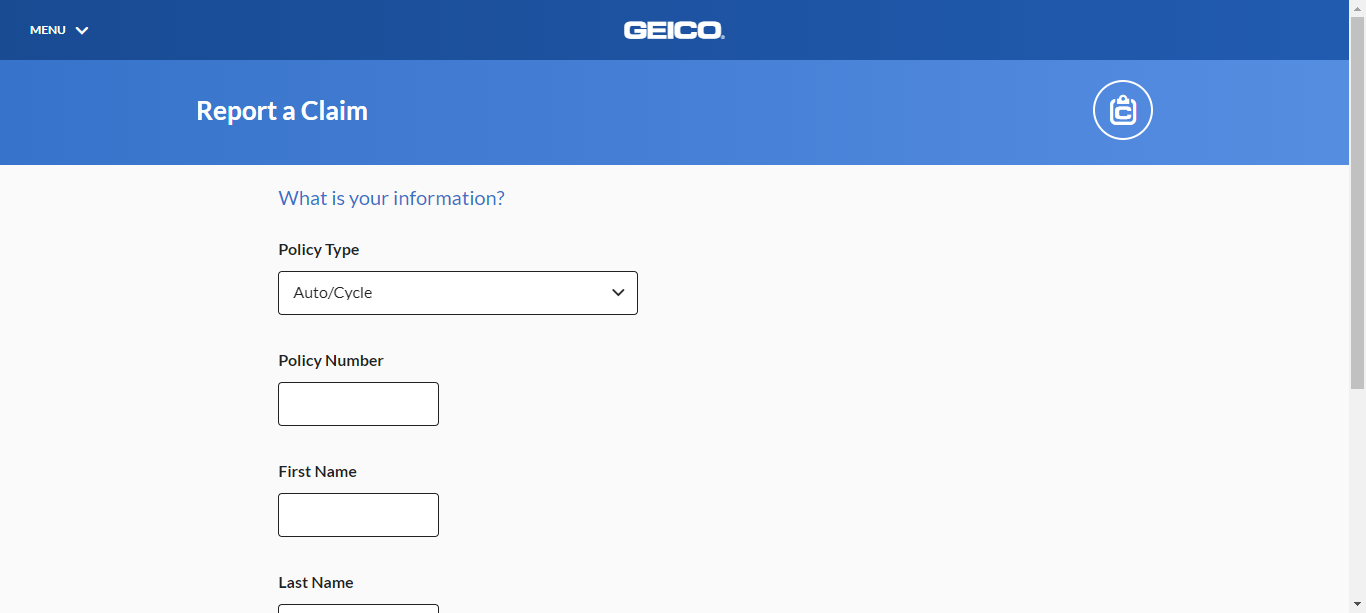 MENU
GEICO
Report a Claim
What is your information?
Policy Type
Auto/Cycle
Policy Number
First Name
Last Name